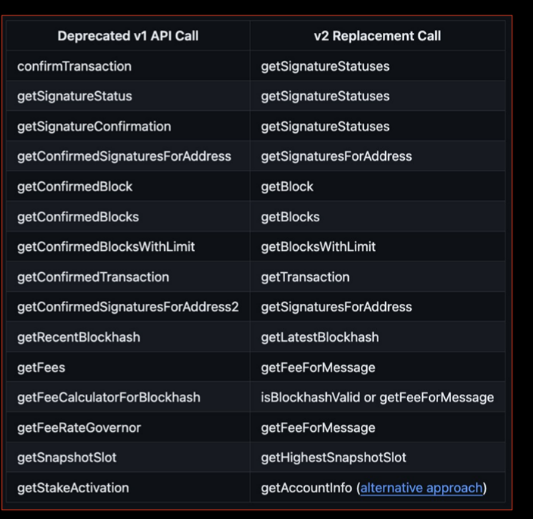 Deprecated v1 API Call v2 Replacement Call
confirmTransaction getSignatureStatuses
getSignatureStatus getSignatureStatuses
getSignatureConfirmation getSignatureStatuses
getConfirmedSignaturesForAddress getSignaturesForAddress
getConfirmedBlock getBlock
getConfirmedBlocks getBlocks
getConfirmedBlocksWithLimit getBlocksWithLimit
getConfirmedTransaction getTransaction
getConfirmedSignaturesForAddress2 getSignaturesForAddress
getRecentBlockhash getLatestBlockhash
getFees getFeeForMessage
getFeeCalculatorForBlockhash isBlockhashValid or getFeeForMessage
getFeeRateGovernor getFeeForMessage
getSnapshotSlot getHighestSnapshotSlot
getStakeActivation getAccountInfo (alternative approach)